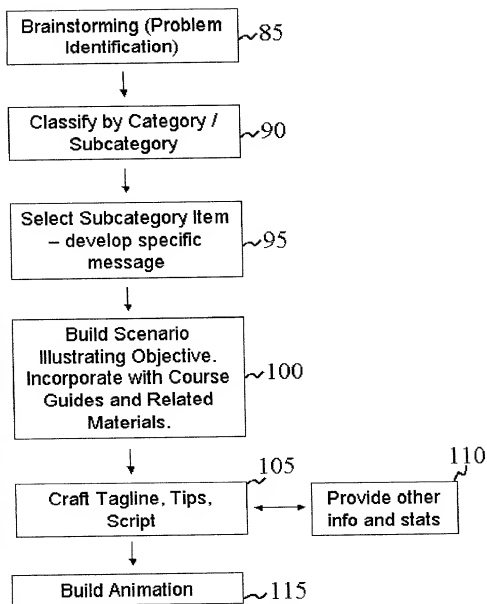 Brainstorming (Problem
Identification)
85
Classify by Category /
Subcategory
90
Select Subcategory Item
– develop specific
message
95
Build Scenario
Illustrating Objective.
Incorporate with Course
Guides and Related
Materials.
100
105
Craft Tagline, Tips,
Script
110
Provide other
info and stats
Build Animation
115